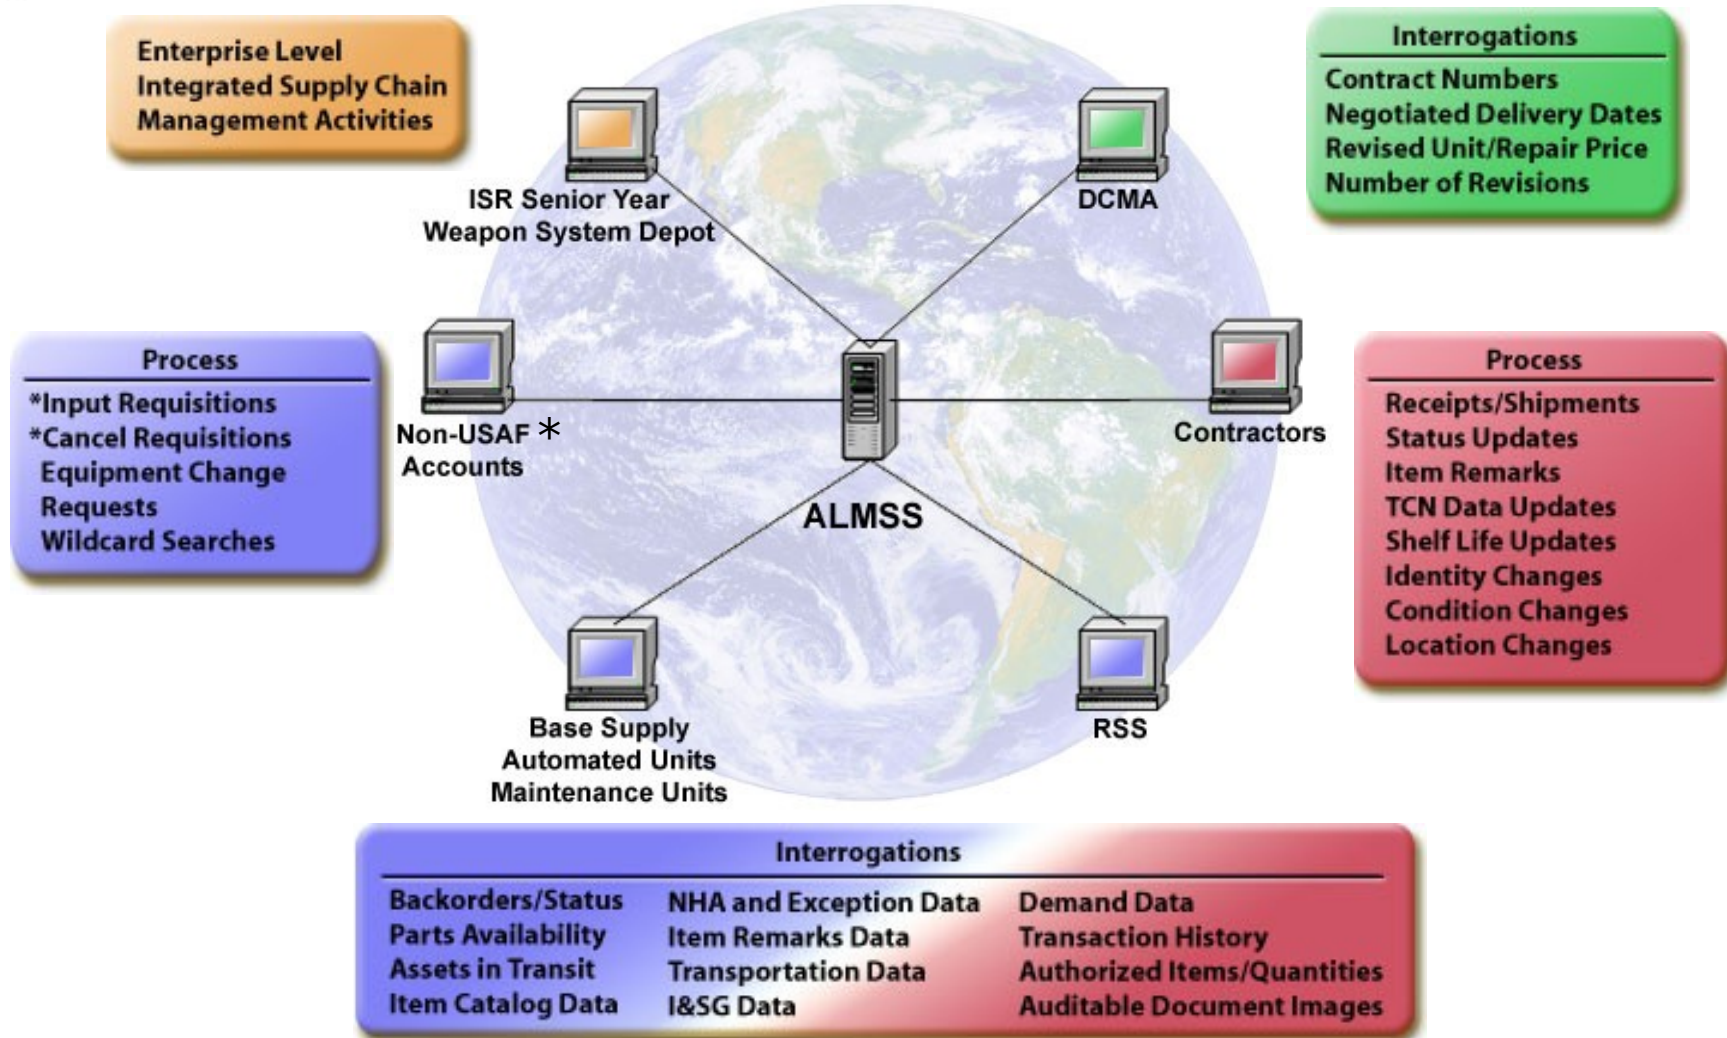 Enterprise Level
Integrated Supply Chain
Management Activities
Interrogations
Contract Numbers
Negotiated Delivery Dates
Revised Unit/Repair Price
Number of Revisions
ISR Senior Year
Weapon System Depot
DCMA
Process
*Input Requisitions
*Cancel Requisitions
Equipment Change
Requests
Wildcard Searches
Non-USAF *
Accounts
ALMSS
Contractors
Process
Receipts/Shipments
Status Updates
Item Remarks
TCN Data Updates
Shelf Life Updates
Identity Changes
Condition Changes
Location Changes
Base Supply
Automated Units
Maintenance Units
RSS
Interrogations
Backorders/Status
Parts Availability
Assets in Transit
Item Catalog Data
NHA and Exception Data
Item Remarks Data
Transportation Data
I&SG Data
Demand Data
Transaction History
Authorized Items/Quantities
Auditable Document Images